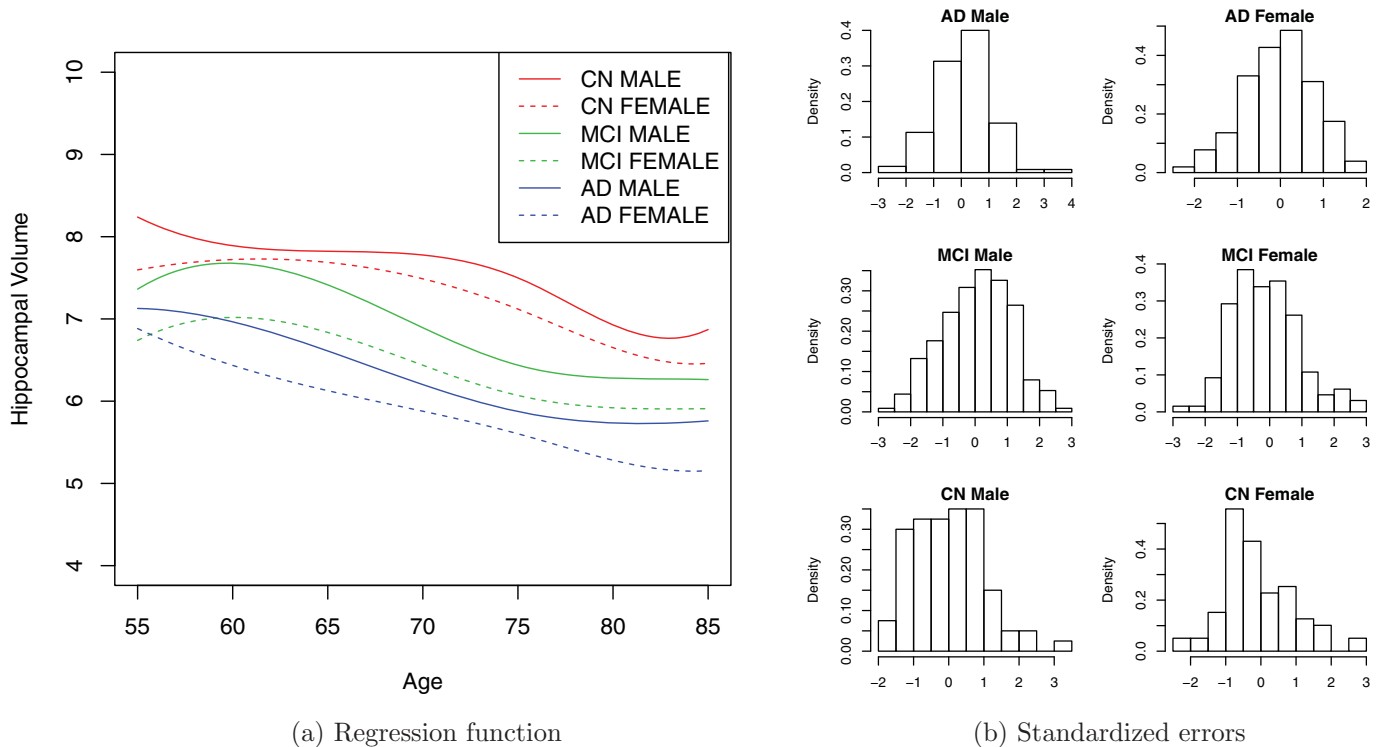 Hippocampal Volume
10
9
8
7
6
5
4
55 60 65 70 75 80 85
Age
CN MALE
CN FEMALE
MCI MALE
MCI FEMALE
AD MALE
AD FEMALE
(a) Regression function
AD Male
Density
0.0 0.1 0.2 0.3 0.4
−3 −2 −1 0 1 2 3 4
AD Female
Density
0.0 0.2 0.4
−2 −1 0 1 2
MCI Male
Density
0.00 0.10 0.20 0.30
−3 −2 −1 0 1 2 3
MCI Female
Density
0.0 0.1 0.2 0.3 0.4
−3 −2 −1 0 1 2 3
CN Male
Density
0.00 0.10 0.20 0.30
−2 −1 0 1 2 3
CN Female
Density
0.0 0.2 0.4
−2 −1 0 1 2 3
(b) Standardized errors